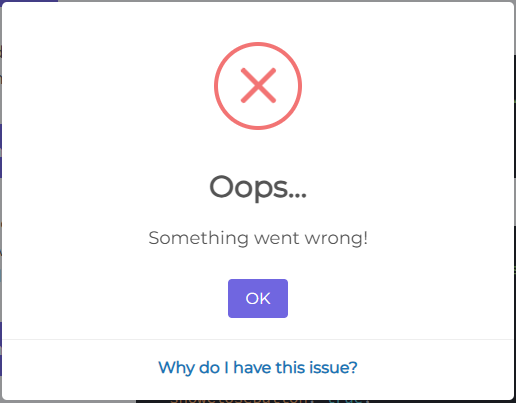 Oops...
Something went wrong!
OK
Why do I have this issue?